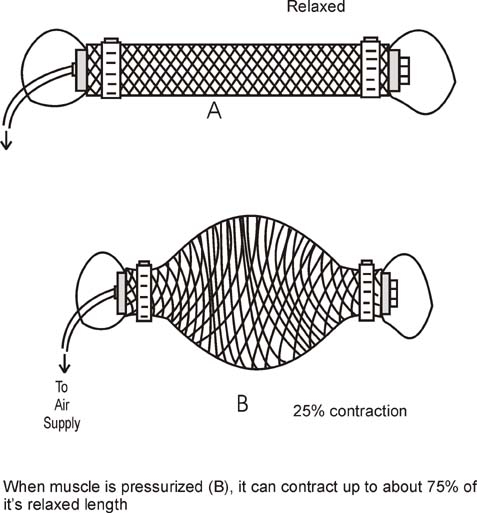 Relaxed
A
To
Air
Supply
B
25% contraction
When muscle is pressurized (B), it can contract up to about 75% of
it's relaxed length